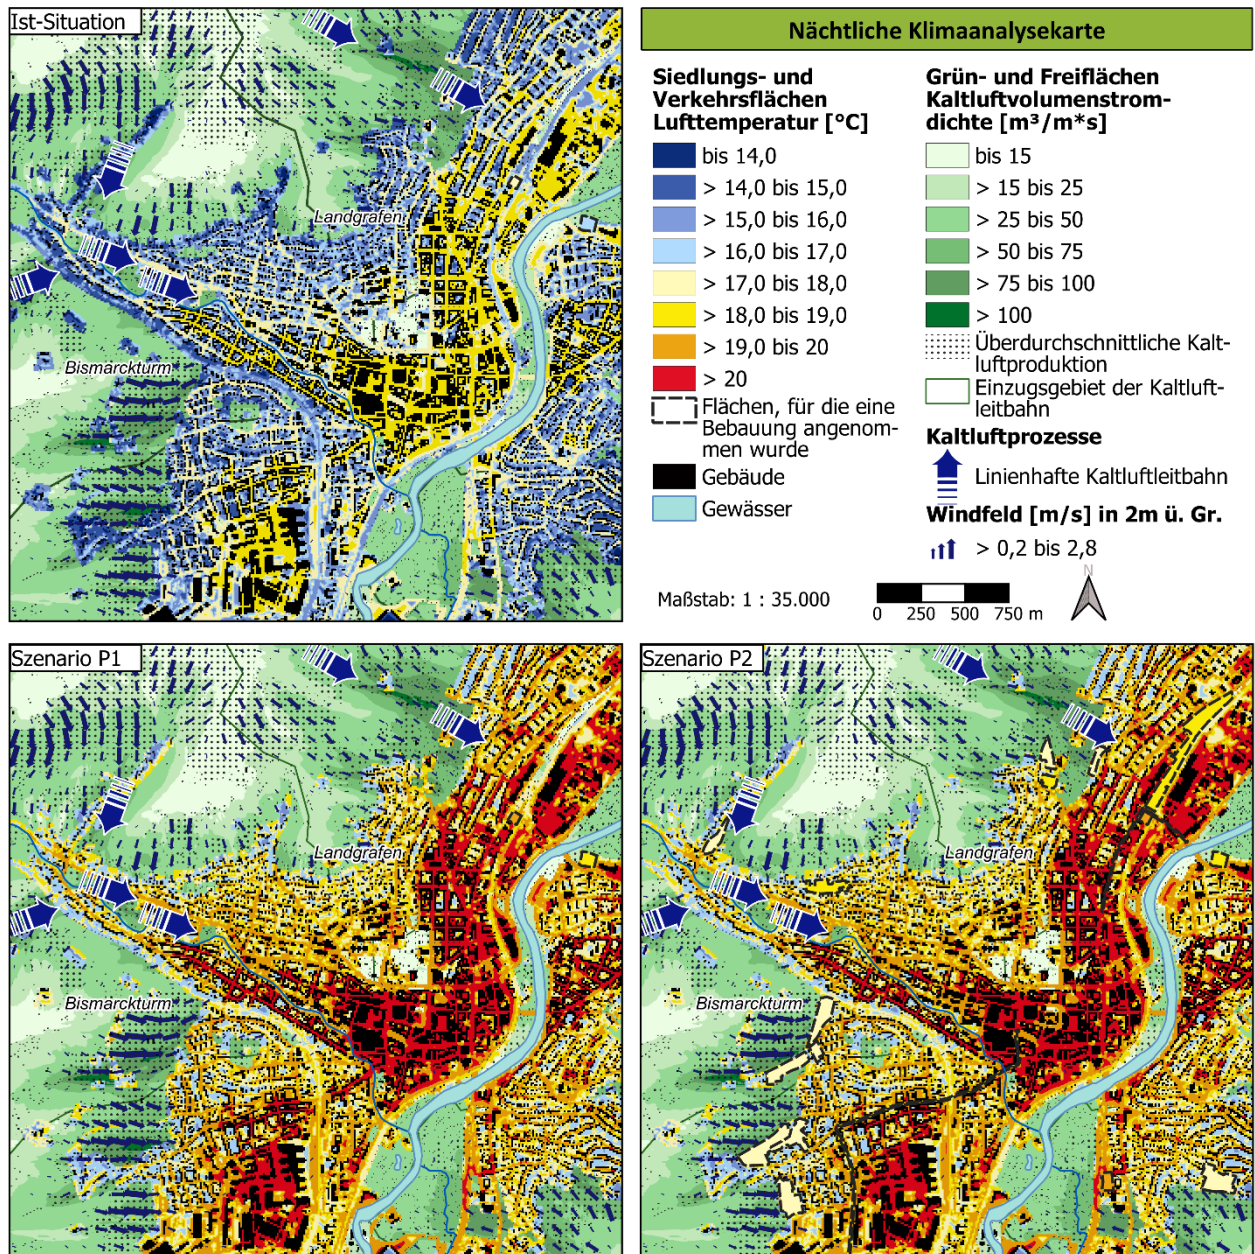 Ist-Situation
Landgrafen
Bismarckturm
Nächtliche Klimaanalysekarte
Siedlungs- und
Verkehrsflächen
Lufttemperatur [°C]
bis 14,0
> 14,0 bis 15,0
> 15,0 bis 16,0
> 16,0 bis 17,0
> 17,0 bis 18,0
> 18,0 bis 19,0
> 19,0 bis 20
> 20
Flächen, für die eine
Bebauung angenom-
men wurde
Gebäude
Gewässer
Grün- und Freiflächen
Kaltluftvolumenstrom-
dichte [m³/m*s]
bis 15
> 15 bis 25
> 25 bis 50
> 50 bis 75
> 75 bis 100
> 100
Überdurchschnittliche Kalt-
luftproduktion
Einzugsgebiet der Kaltluft-
leitbahn
Kaltluftprozesse
Linienhafte Kaltluftleitbahn
Windfeld [m/s] in 2m ü. Gr.
> 0,2 bis 2,8
Maßstab: 1 : 35.000
0 250 500 750 m
N
Szenario P1
Landgrafen
Bismarckturm
Szenario P2
Landgrafen
Bismarckturm